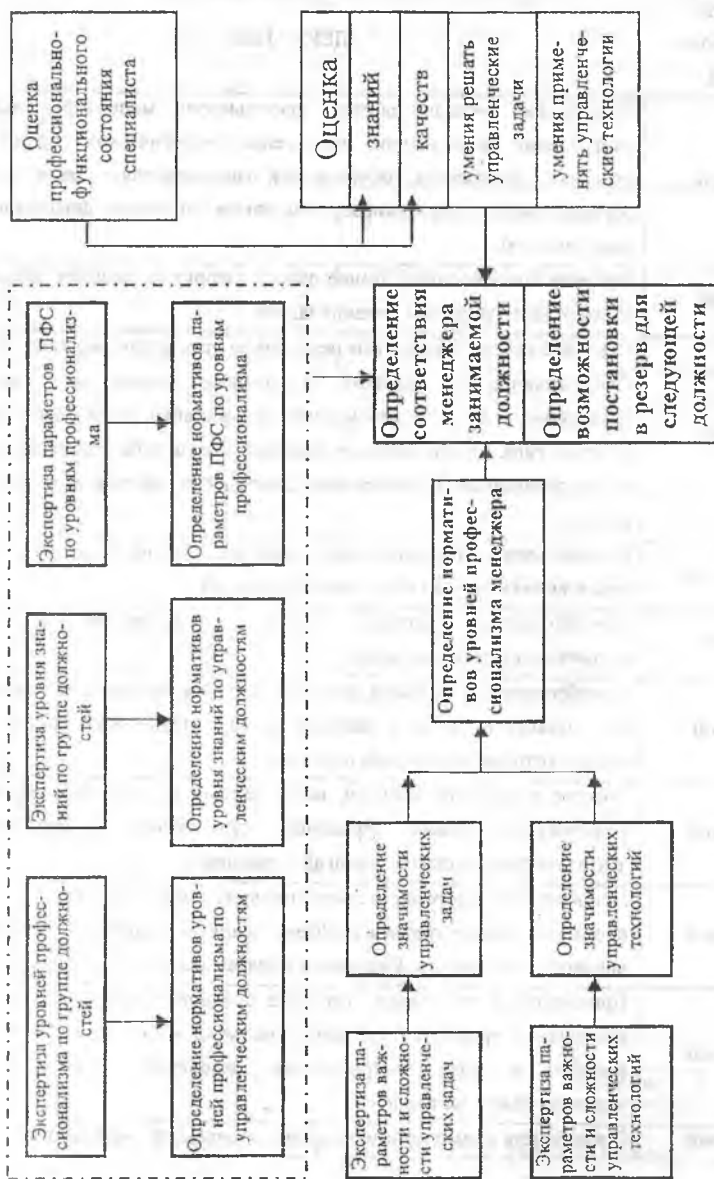 Экспертиза уровней профес-
сионализма по группе должно-
стей
Экспертиза уровня зна-
ний по группе должно-
стей
Экспертиза параметров ПФС
по уровням профессионализ-
ма
Оценка
профессионально-
функционального
состояния
специалиста
Определение нормативов уров-
ней профессионализма по
управленческим должностям
Определение нормативов
уровня знаний по управ-
ленческим должностям
Определение нормативов па-
раметров ПФС по уровням
профессионализма
Оценка
знаний
качеств
умения решать
управленческие
задачи
умения приме-
нять управленче-
ские технологии
Экспертиза па-
раметров важ-
ности и сложно-
сти управленче-
ских задач
Определение
значимости
управленческих
задач
Определение нормати-
вов уровней профес-
сионализма менеджера
Определение
соответствия
менеджера
занимаемой
должности
Определение
возможности
постановки
в резерв для
следующей
должности
Экспертиза па-
раметров важно-
сти и сложности
управленческих
технологий
Определение
значимости
управленческих
технологий